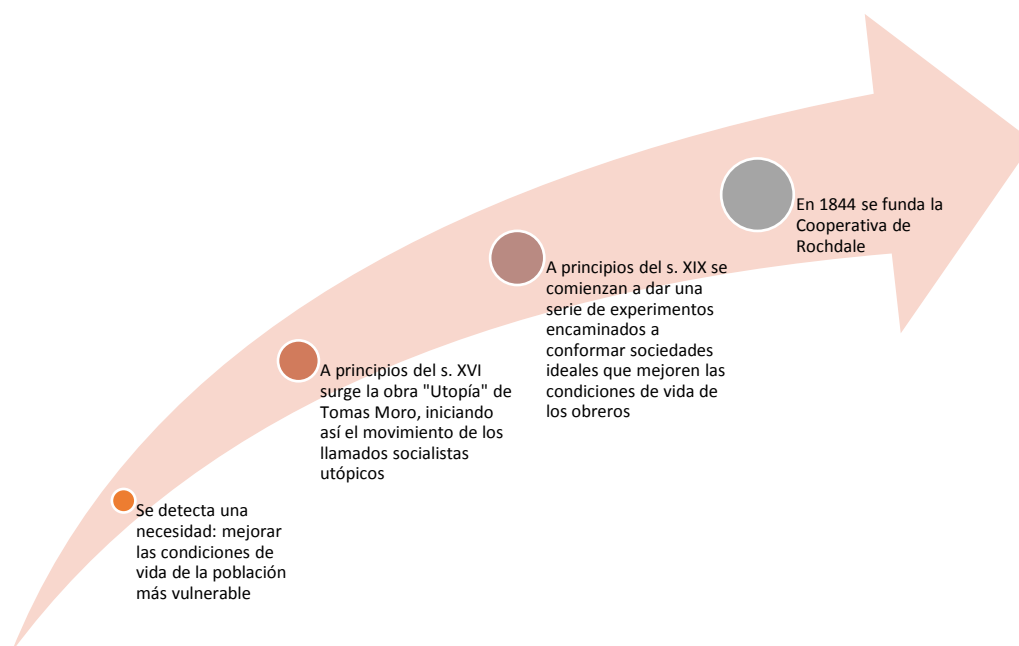 Se detecta una
necesidad: mejorar
las condiciones de
vida de la población
más vulnerable
A principios del s. XVI
surge la obra "Utopía" de
Tomas Moro, iniciando
así el movimiento de los
llamados socialistas
utópicos
A principios del s. XIX se
comienzan a dar una
serie de experimentos
encaminados a
conformar sociedades
ideales que mejoren las
condiciones de vida de
los obreros
En 1844 se funda la
Cooperativa de
Rochdale